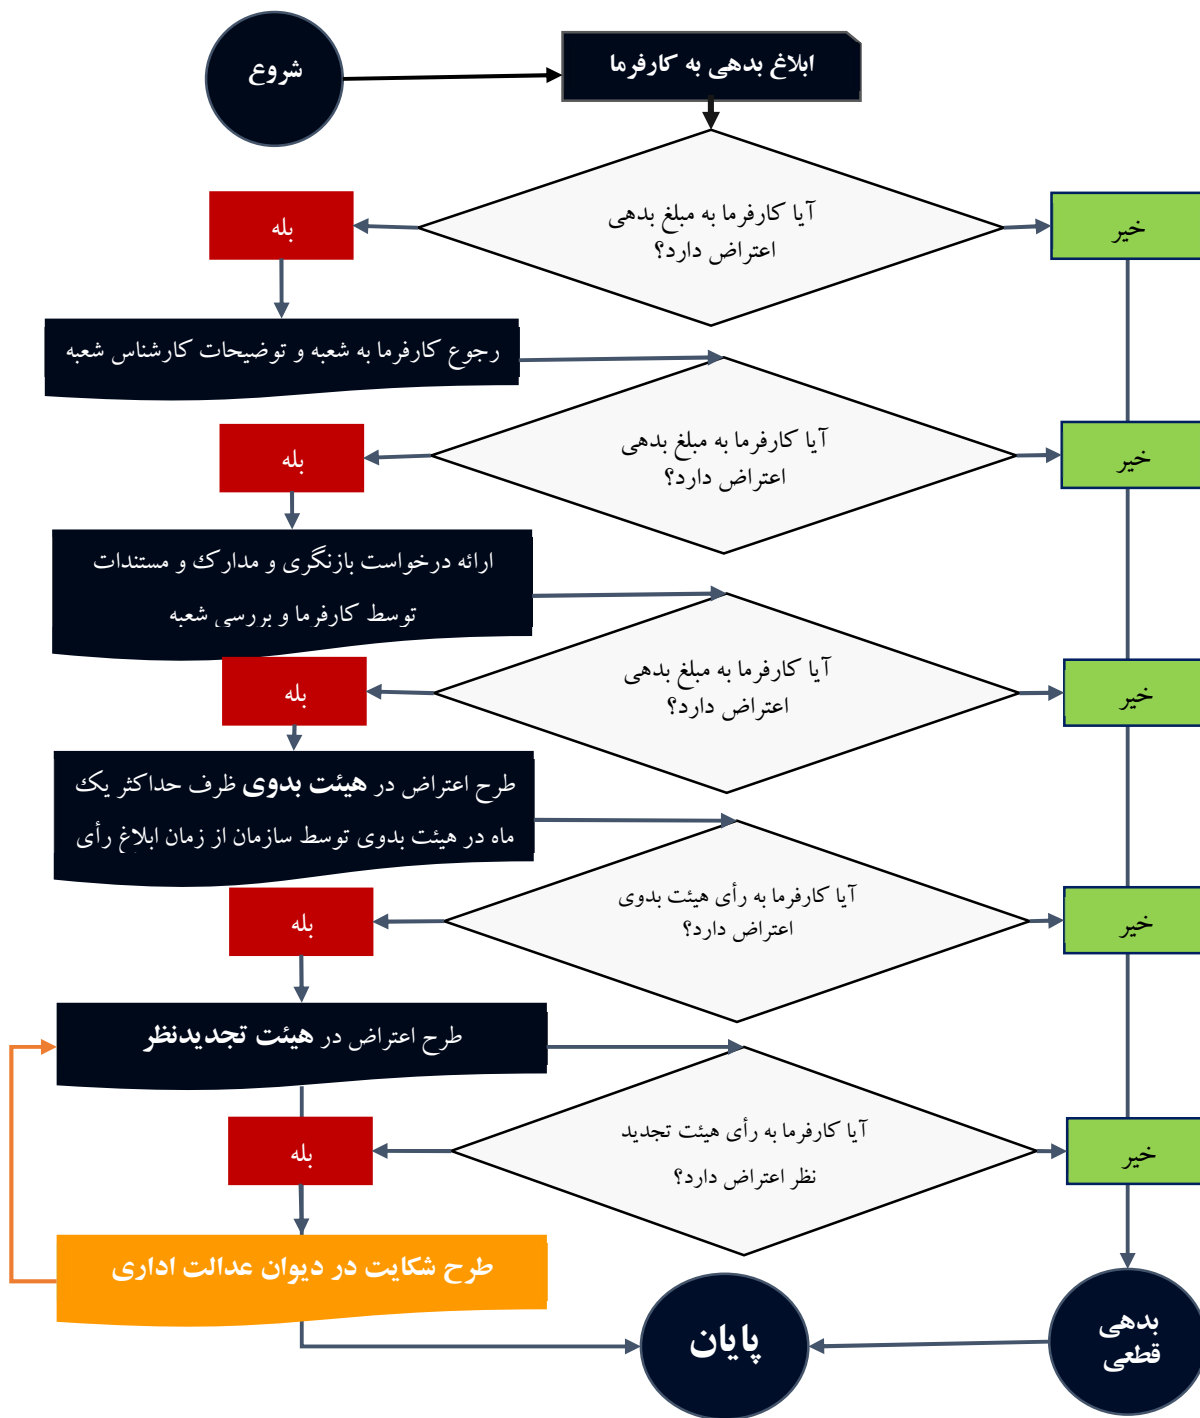 شروع
ابلاغ بدهی به کارفرما
آیا کارفرما به مبلغ بدهی
اعتراض دارد؟
خیر
بله
رجوع کارفرما به شعبه و توضیحات کارشناس شعبه
آیا کارفرما به مبلغ بدهی
اعتراض دارد؟
خیر
بله
ارائه درخواست بازنگری و مدارک و مستندات
توسط کارفرما و بررسی شعبه
آیا کارفرما به مبلغ بدهی
اعتراض دارد؟
خیر
بله
طرح اعتراض در هیئت بدوی ظرف حداکثر یک
ماه در هیئت بدوی توسط سازمان از زمان ابلاغ رأی
آیا کارفرما به رأی هیئت بدوی
اعتراض دارد؟
خیر
بله
طرح اعتراض در هیئت تجدیدنظر
آیا کارفرما به رأی هیئت تجدید
نظر اعتراض دارد؟
خیر
بله
طرح شکایت در دیوان عدالت اداری
بدهی
قطعی
پایان